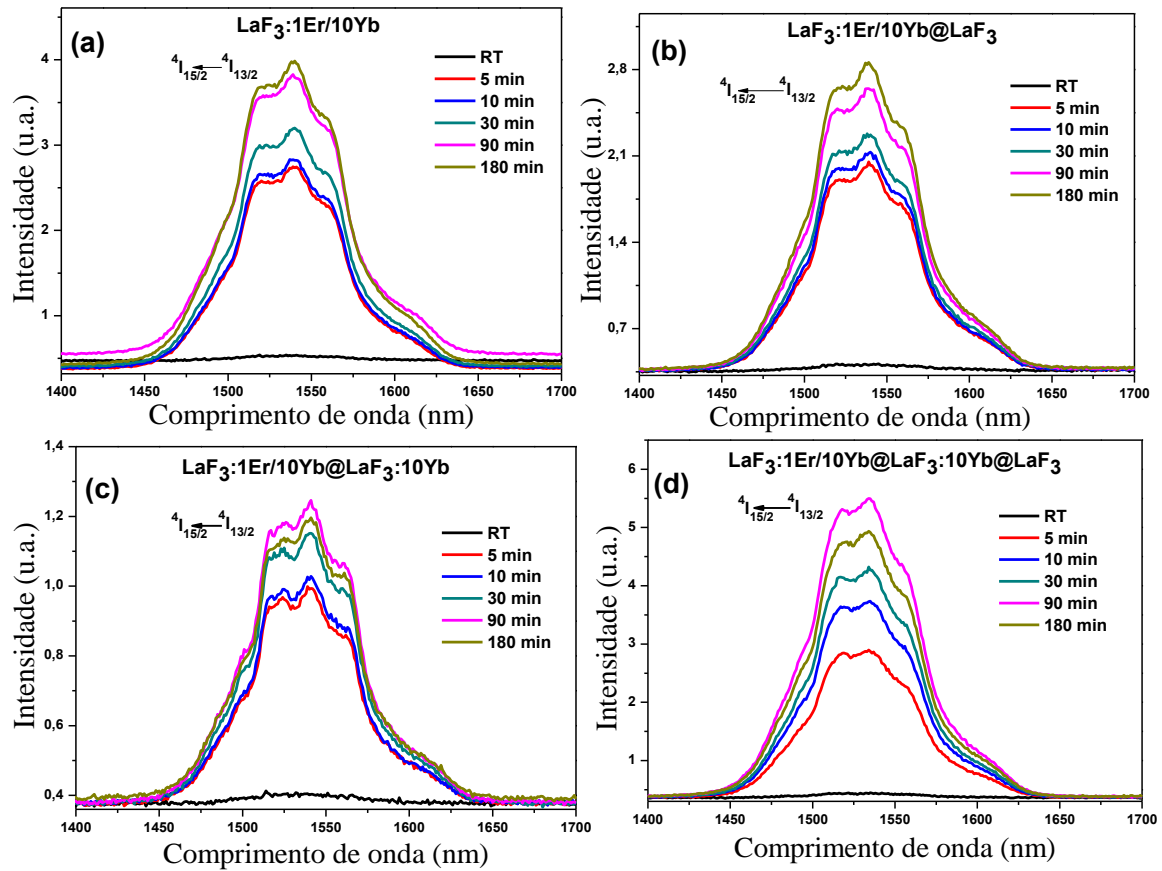 (a)
LaF3:1Er/10Yb
4I15/2 ← 4I13/2
RT
5 min
10 min
30 min
90 min
180 min
Intensidade (u.a.)
4
3
2
1
1400 1450 1500 1550 1600 1650 1700
Comprimento de onda (nm)
(b)
LaF3:1Er/10Yb@LaF3
4I15/2 ← 4I13/2
RT
5 min
10 min
30 min
90 min
180 min
Intensidade (u.a.)
2,8
2,1
1,4
0,7
1400 1450 1500 1550 1600 1650 1700
Comprimento de onda (nm)
(c)
LaF3:1Er/10Yb@LaF3:10Yb
4I15/2 ← 4I13/2
RT
5 min
10 min
30 min
90 min
180 min
Intensidade (u.a.)
1,4
1,2
1,0
0,8
0,6
0,4
1400 1450 1500 1550 1600 1650 1700
Comprimento de onda (nm)
(d)
LaF3:1Er/10Yb@LaF3:10Yb@LaF3
4I15/2 ← 4I13/2
RT
5 min
10 min
30 min
90 min
180 min
Intensidade (u.a.)
6
5
4
3
2
1
1400 1450 1500 1550 1600 1650 1700
Comprimento de onda (nm)